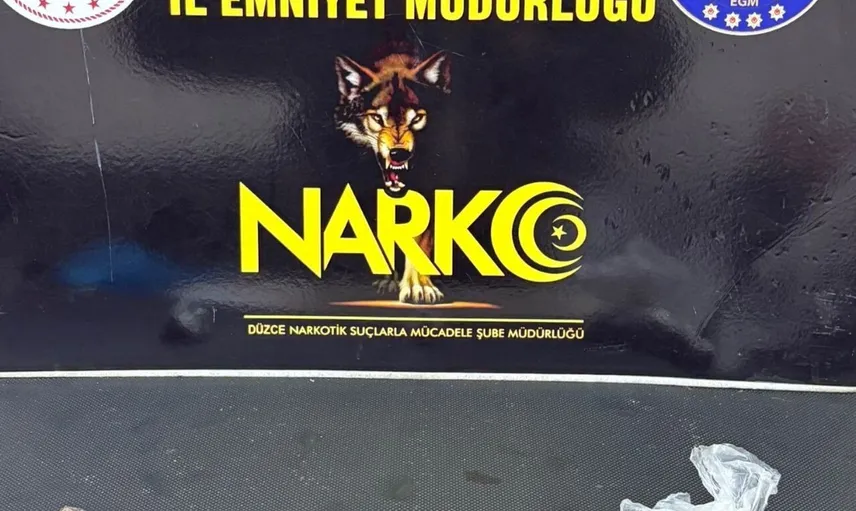 İL EMNİYET MÜDÜRLÜĞÜ
EGM
NARKO
DÜZCE NARKOTİK SUÇLARLA MÜCADELE ŞUBE MÜDÜRLÜĞÜ